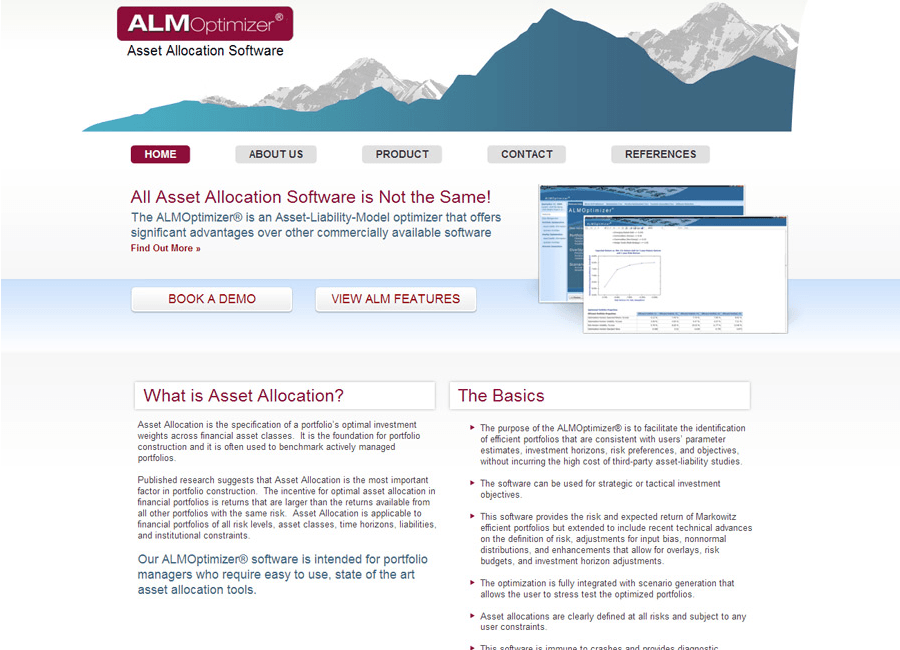 ALMOptimizer®
Asset Allocation Software
HOME
ABOUT US
PRODUCT
CONTACT
REFERENCES
All Asset Allocation Software is Not the Same!
The ALMOptimizer® is an Asset-Liability-Model optimizer that offers
significant advantages over other commercially available software
Find Out More »
ALMOptimizer
BOOK A DEMO
VIEW ALM FEATURES
What is Asset Allocation?
Asset Allocation is the specification of a portfolio's optimal investment
weights across financial asset classes. It is the foundation for portfolio
construction and it is often used to benchmark actively managed
portfolios.
Published research suggests that Asset Allocation is the most important
factor in portfolio construction. The incentive for optimal asset allocation in
financial portfolios is returns that are larger than the returns available from
all other portfolios with the same risk. Asset Allocation is applicable to
financial portfolios of all risk levels, asset classes, time horizons, liabilities,
and institutional constraints.
Our ALMOptimizer® software is intended for portfolio
managers who require easy to use, state of the art
asset allocation tools.
The Basics
The purpose of the ALMOptimizer® is to facilitate the identification
of efficient portfolios that are consistent with users' parameter
estimates, investment horizons, risk preferences, and objectives,
without incurring the high cost of third-party asset-liability studies.
The software can be used for strategic or tactical investment
objectives.
This software provides the risk and expected return of Markowitz
efficient portfolios but extended to include recent technical advances
on the definition of risk, adjustments for input bias, nonnormal
distributions, and enhancements that allow for overlays, risk
budgets, and investment horizon adjustments.
The optimization is fully integrated with scenario generation that
allows the user to stress test the optimized portfolios.
Asset allocations are clearly defined at all risks and subject to any
user constraints.
This software is immune to crashes and provides diagnostic